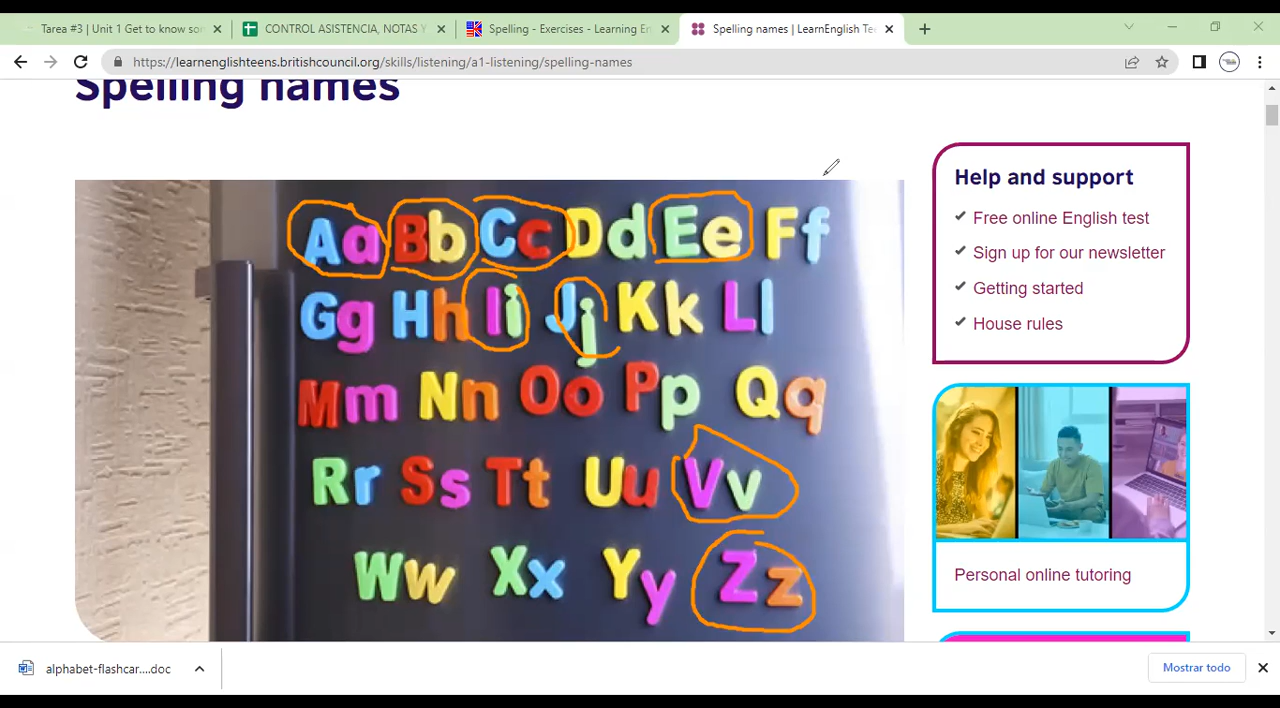 Tarea #3 | Unit 1 Get to know sor
CONTROL ASISTENCIA, NOTAS Y
Spelling - Exercises - Learning En
Spelling names | LearnEnglish Te
https://learnenglishteens.britishcouncil.org/skills/listening/a1-listening/spelling-names
Spelling names
Aa Bb Cc Dd Ee Ff
Gg Hh Ii Jj Kk Ll
Mm Nn Oo Pp Qq
Rr Ss Tt Uu Vv
Ww Xx Yy Zz
Help and support
Free online English test
Sign up for our newsletter
Getting started
House rules
Personal online tutoring
alphabet-flashcar....doc
Mostrar todo